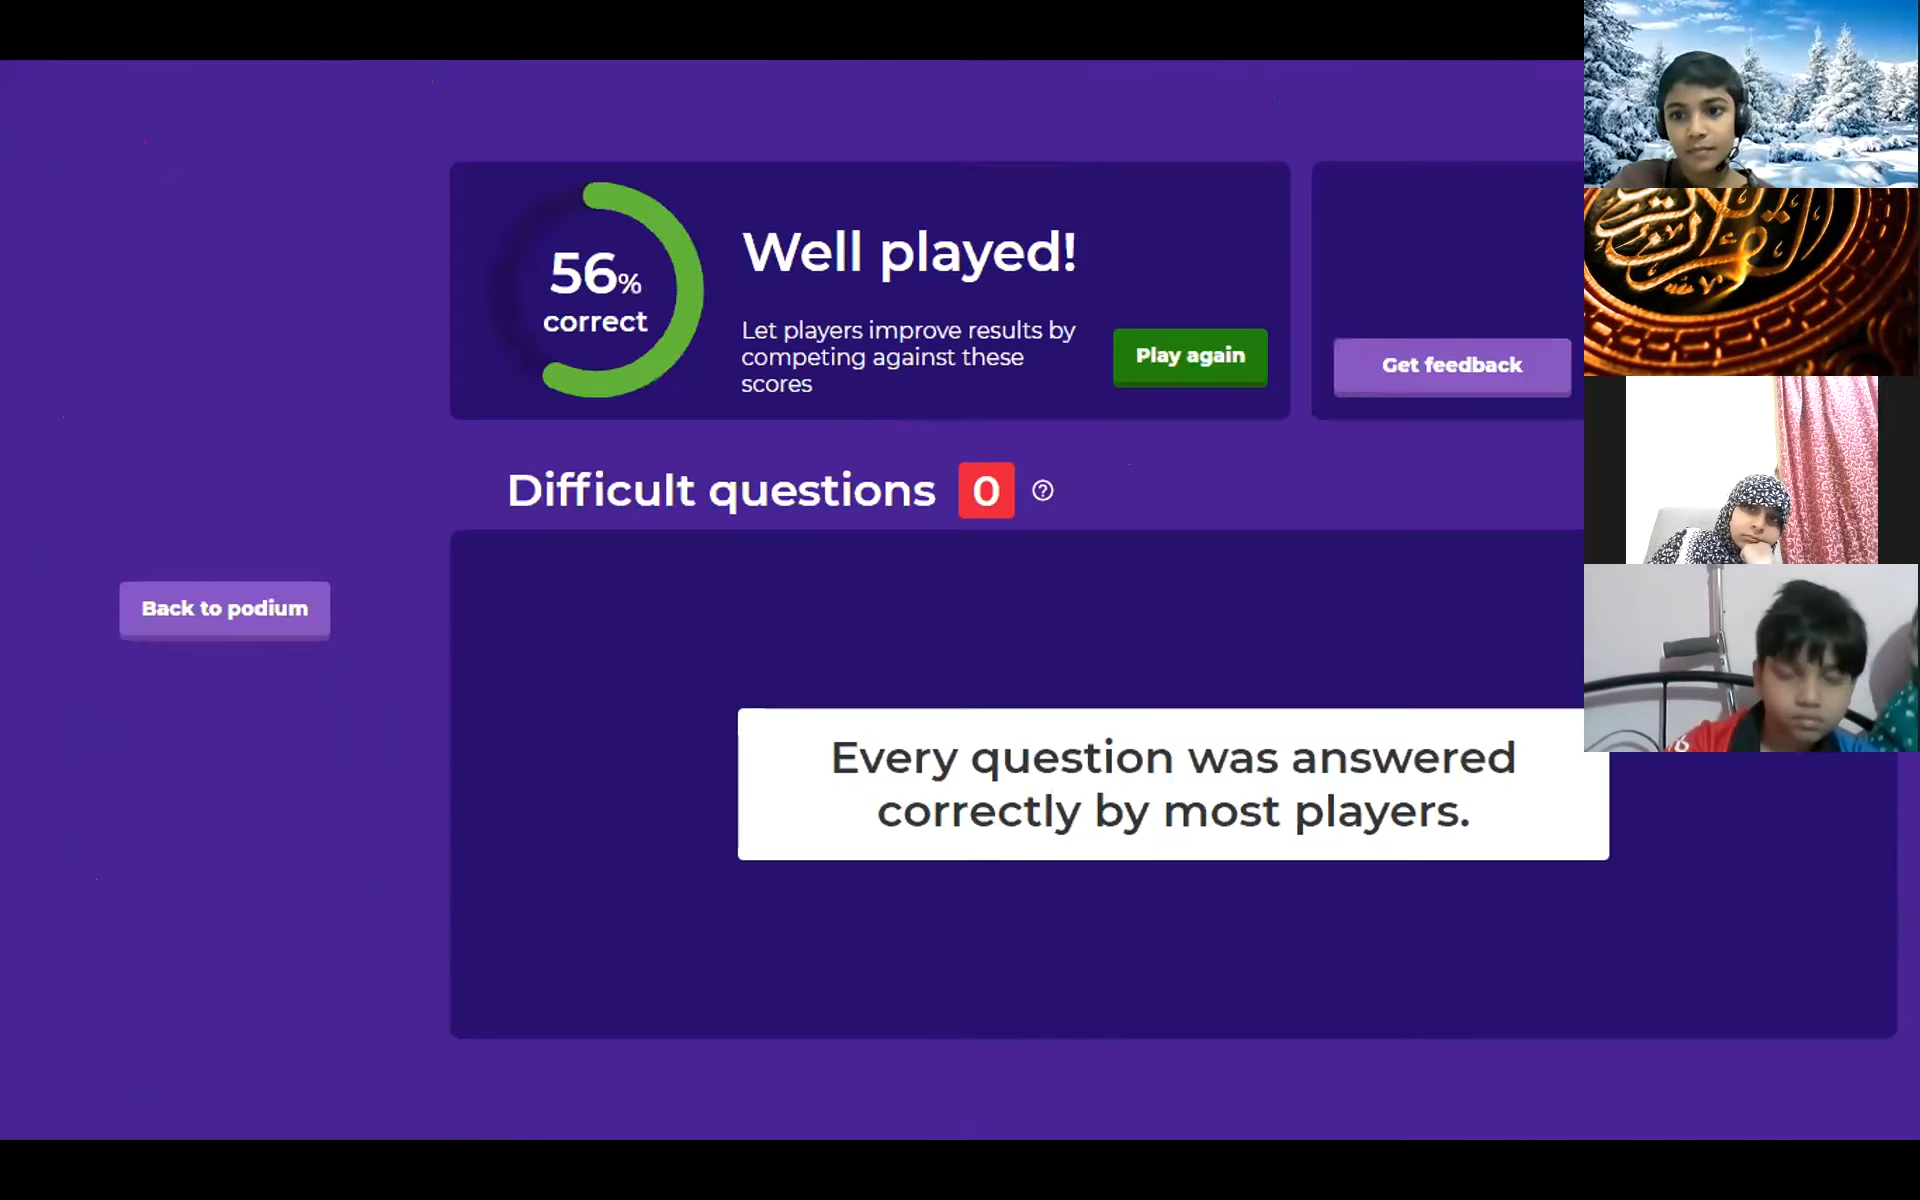 56%
correct
Well played!
Let players improve results by
competing against these
scores
Play again
Get feedback
Difficult questions 0
Back to podium
Every question was answered
correctly by most players.